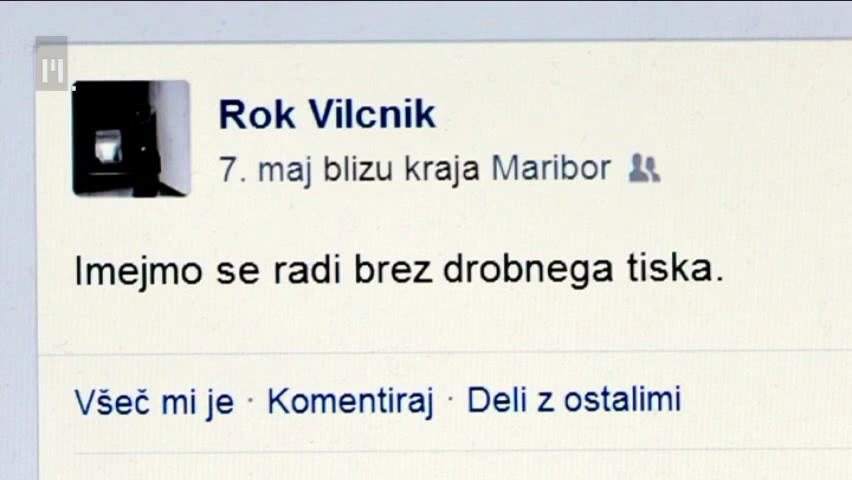 Rok Vilcnik
7. maj blizu kraja Maribor
Imejmo se radi brez drobnega tiska.
Všeč mi je · Komentiraj · Deli z ostalimi